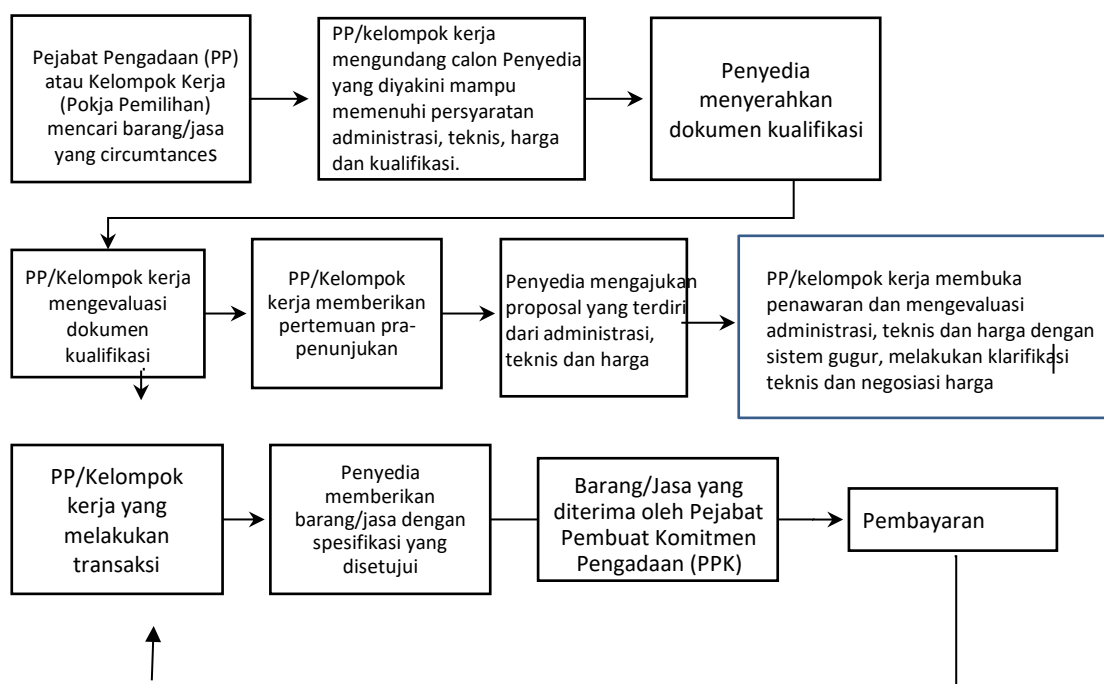 Pejabat Pengadaan (PP)
atau Kelompok Kerja
(Pokja Pemilihan)
mencari barang/jasa
yang circumtances
PP/kelompok kerja
mengundang calon Penyedia
yang diyakini mampu
memenuhi persyaratan
administrasi, teknis, harga
dan kualifikasi.
Penyedia
menyerahkan
dokumen kualifikasi
PP/Kelompok kerja
mengevaluasi
dokumen
kualifikasi
PP/Kelompok
kerja memberikan
pertemuan pra-
penunjukan
Penyedia mengajukan
proposal yang terdiri
dari administrasi,
teknis dan harga
PP/kelompok kerja membuka
penawaran dan mengevaluasi
administrasi, teknis dan harga dengan
sistem gugur, melakukan klarifikasi
teknis dan negosiasi harga
PP/Kelompok
kerja yang
melakukan
transaksi
Penyedia
memberikan
barang/jasa dengan
spesifikasi yang
disetujui
Barang/Jasa yang
diterima oleh Pejabat
Pembuat Komitmen
Pengadaan (PPK)
Pembayaran